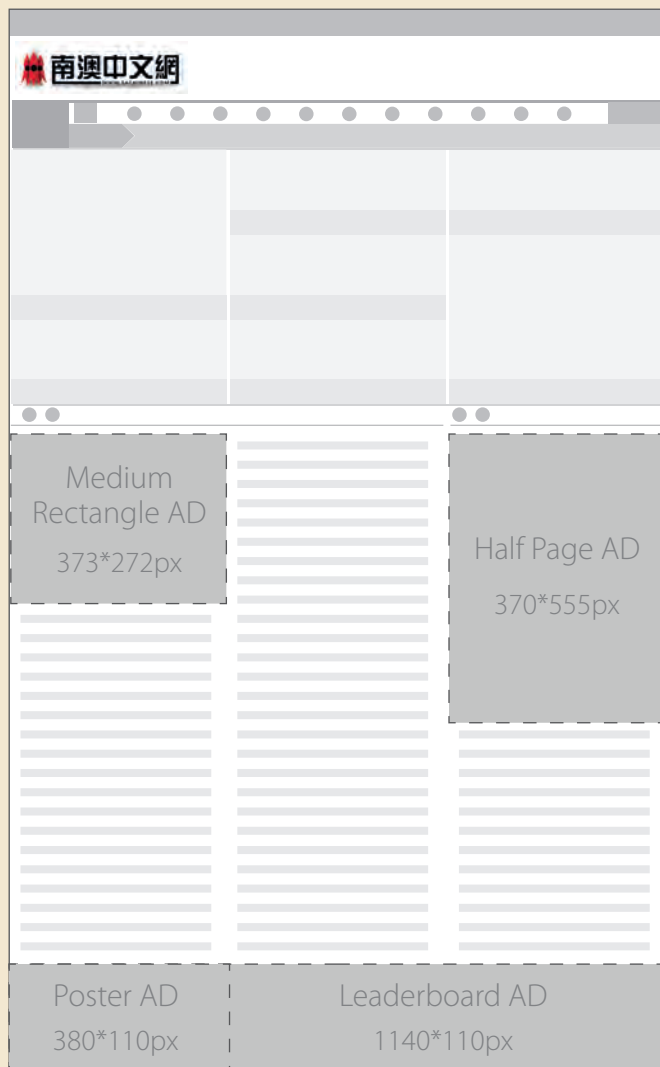 南澳中文網
Medium
Rectangle AD
373*272px
Half Page AD
370*555px
Poster AD
380*110px
Leaderboard AD
1140*110px